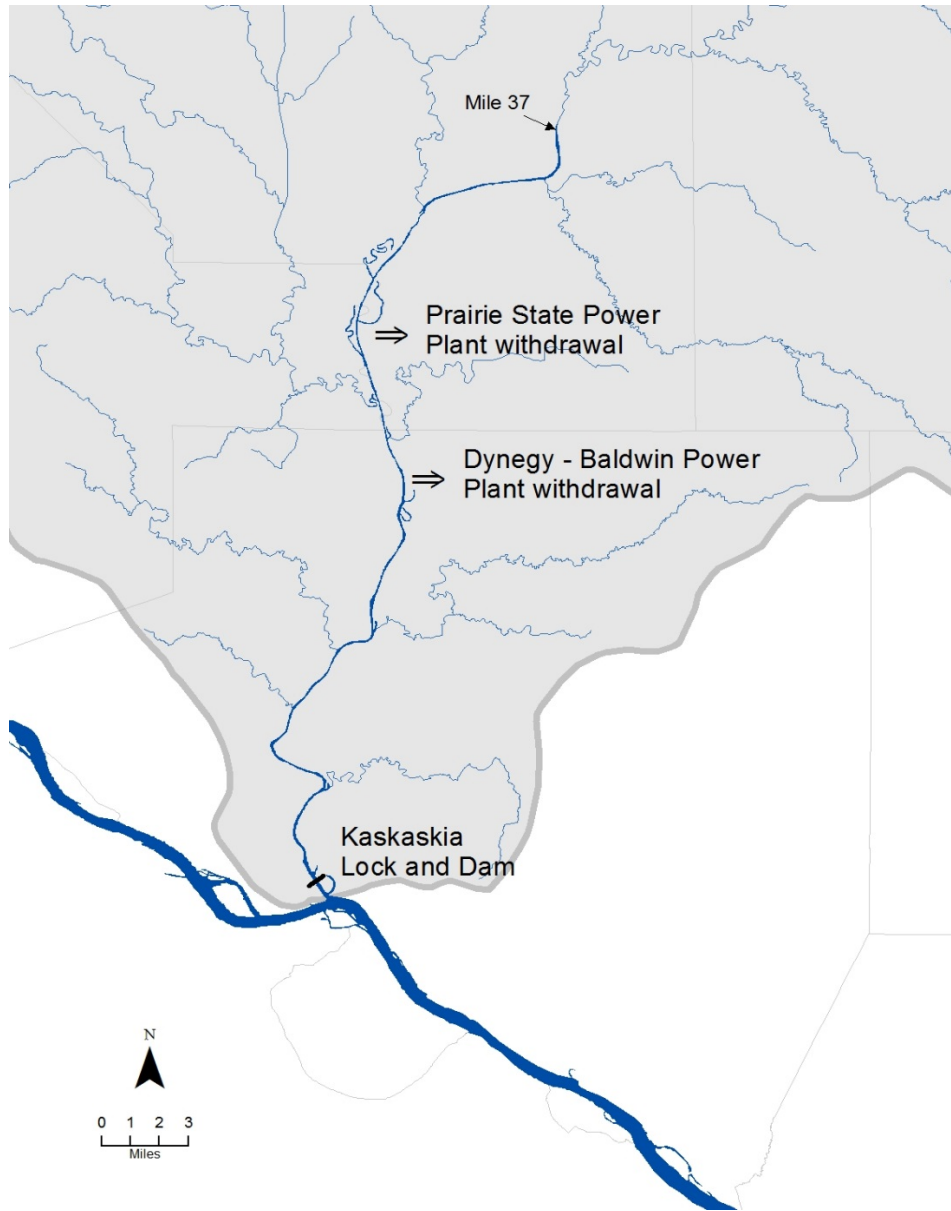 Mile 37
Prairie State Power
Plant withdrawal
Dynegy - Baldwin Power
Plant withdrawal
Kaskaskia
Lock and Dam
N
0 1 2 3
Miles